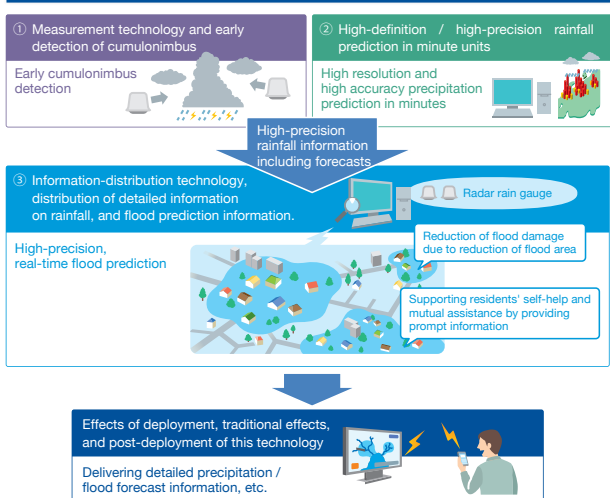 ① Measurement technology and early
detection of cumulonimbus
Early cumulonimbus
detection
② High-definition / high-precision rainfall
prediction in minute units
High resolution and
high accuracy precipitation
prediction in minutes
High-precision
rainfall information
including forecasts
③ Information-distribution technology,
distribution of detailed information
on rainfall, and flood prediction information.
Radar rain gauge
High-precision,
real-time flood prediction
Reduction of flood damage
due to reduction of flood area
Supporting residents' self-help and
mutual assistance by providing
prompt information
Effects of deployment, traditional effects,
and post-deployment of this technology
Delivering detailed precipitation /
flood forecast information, etc.